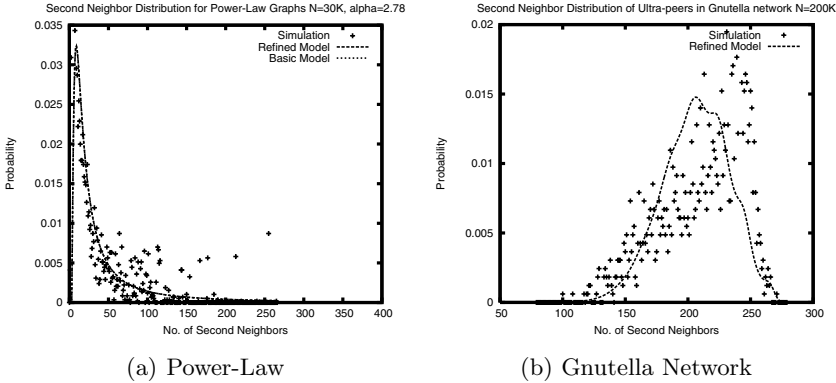 Second Neighbor Distribution for Power-Law Graphs N=30K, alpha=2.78
Simulation
Refined Model
Basic Model
0.035
0.03
0.025
0.02
0.015
0.01
0.005
0
Probability
0 50 100 150 200 250 300 350 400
No. of Second Neighbors
(a) Power-Law
Second Neighbor Distribution of Ultra-peers in Gnutella network N=200K
Simulation
Refined Model
0.02
0.015
0.01
0.005
0
Probability
50 100 150 200 250 300
No. of Second Neighbors
(b) Gnutella Network